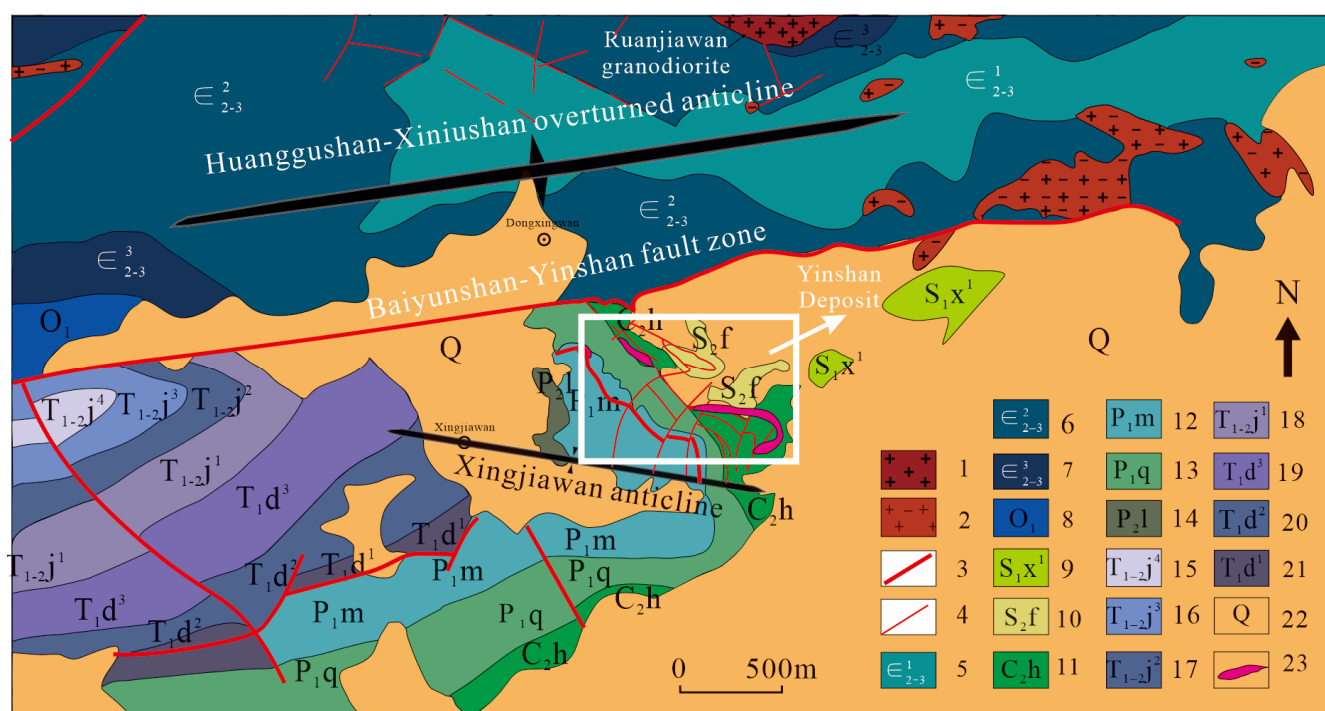 Ruanjiawan
granodiorite
∈³₂₋₃
∈²₂₋₃
∈¹₂₋₃
Huanggushan-Xiniushan overturned anticline
∈²₂₋₃
Dongxingwan
∈³₂₋₃
Baiyunshan-Yinshan fault zone
Yinshan
Deposit
S₁x¹
N
O₁
Q
C₂h
S₂f
Q
S₁x¹
T₁₋₂j⁴
T₁₋₂j³
T₁₋₂j²
P₂l
P₁m
S₂f
T₁₋₂j¹
Xingjiawan
T₁₋₂j¹
T₁d³
Xingjiawan anticline
C₂h
T₁d¹
P₁m
T₁₋₂j¹
T₁d²
T₁d¹
P₁m
P₁q
C₂h
T₁d³
P₁m
P₁q
T₁d²
C₂h
P₁q
0 500m
1
2
3
4
∈¹₂₋₃ 5
∈²₂₋₃ 6
∈³₂₋₃ 7
O₁ 8
S₁x¹ 9
S₂f 10
C₂h 11
P₁m 12
P₁q 13
P₂l 14
T₁₋₂j⁴ 15
T₁₋₂j³ 16
T₁₋₂j² 17
T₁₋₂j¹ 18
T₁d³ 19
T₁d² 20
T₁d¹ 21
Q 22
23